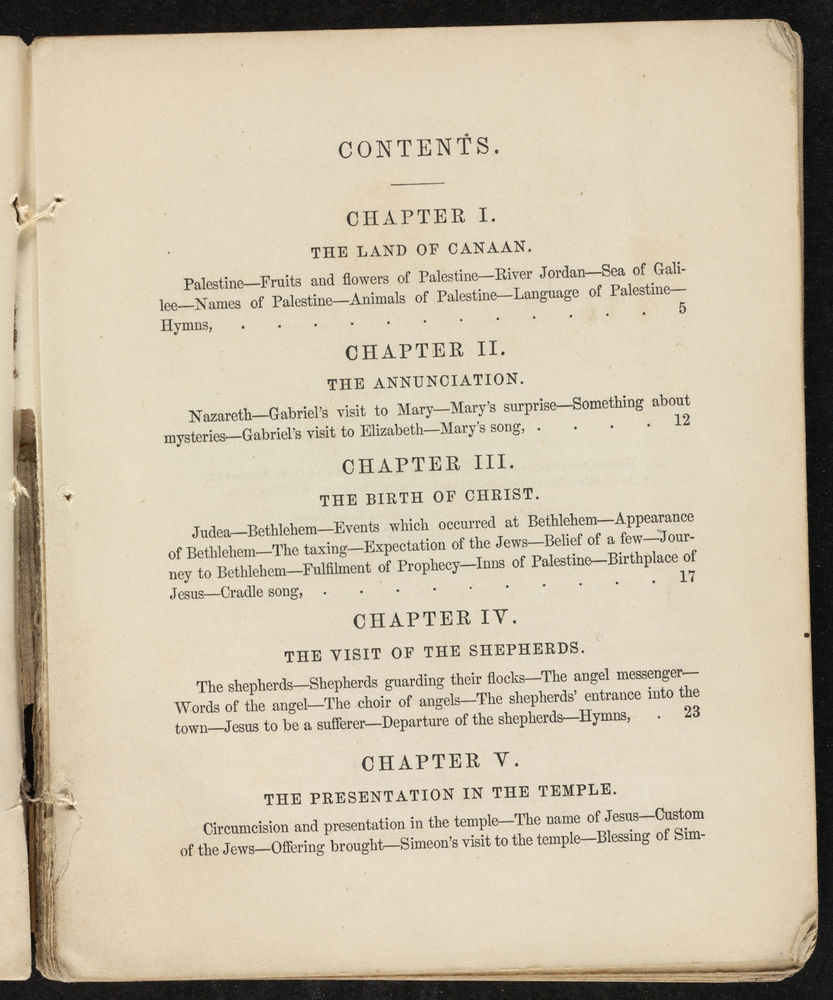 CONTENTS.
CHAPTER I.
THE LAND OF CANAAN.
Palestine—Fruits and flowers of Palestine—River Jordan—Sea of Gali-
lee—Names of Palestine—Animals of Palestine—Language of Palestine—
Hymns, . . . . . . . . . . . . 5
CHAPTER II.
THE ANNUNCIATION.
Nazareth—Gabriel's visit to Mary—Mary's surprise—Something about
mysteries—Gabriel's visit to Elizabeth—Mary's song, . . . . 12
CHAPTER III.
THE BIRTH OF CHRIST.
Judea—Bethlehem—Events which occurred at Bethlehem—Appearance
of Bethlehem—The taxing—Expectation of the Jews—Belief of a few—Jour-
ney to Bethlehem—Fulfilment of Prophecy—Inns of Palestine—Birthplace of
Jesus—Cradle song, . . . . . . . . . . 17
CHAPTER IV.
THE VISIT OF THE SHEPHERDS.
The shepherds—Shepherds guarding their flocks—The angel messenger—
Words of the angel—The choir of angels—The shepherds' entrance into the
town—Jesus to be a sufferer—Departure of the shepherds—Hymns, . 23
CHAPTER V.
THE PRESENTATION IN THE TEMPLE.
Circumcision and presentation in the temple—The name of Jesus—Custom
of the Jews—Offering brought—Simeon's visit to the temple—Blessing of Sim-